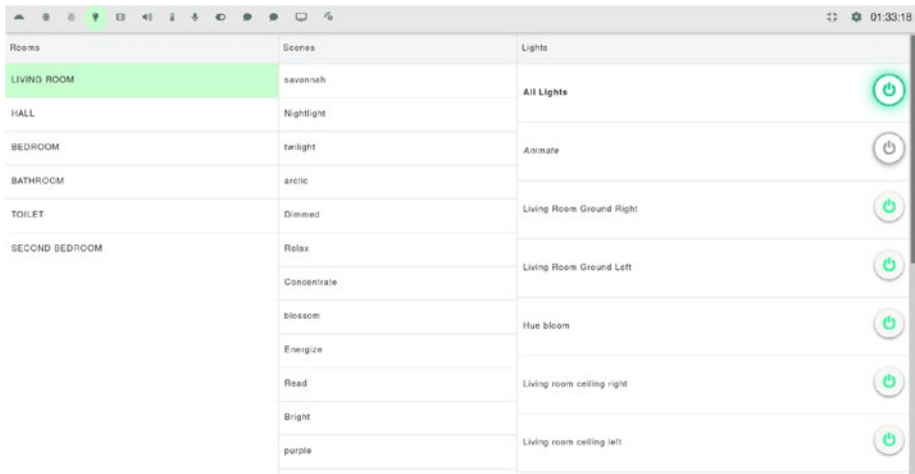 01:33:18
Rooms
LIVING ROOM
HALL
BEDROOM
BATHROOM
TOILET
SECOND BEDROOM
Scenes
savannah
Nightlight
twilight
arctic
Dimmed
Relax
Concentrate
blossom
Energize
Read
Bright
purple
Lights
All Lights
Animate
Living Room Ground Right
Living Room Ground Left
Hue bloom
Living room ceiling right
Living room ceiling left